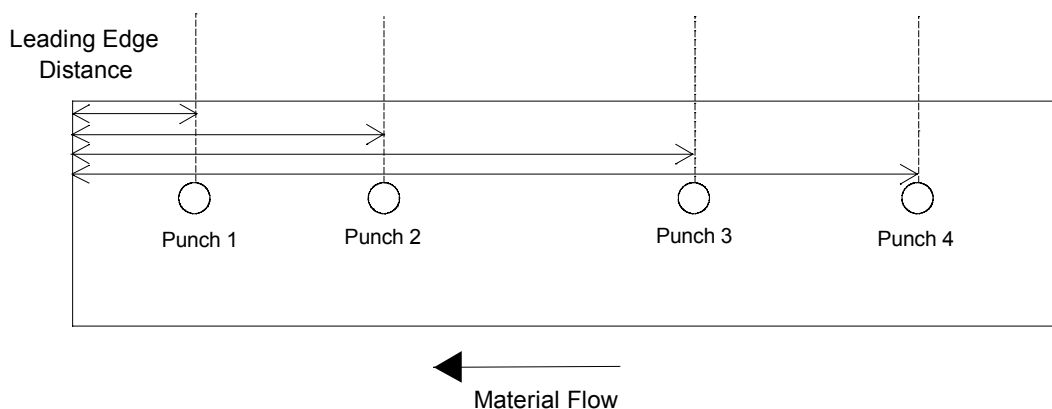 Leading Edge
Distance
Punch 1
Punch 2
Punch 3
Punch 4
Material Flow